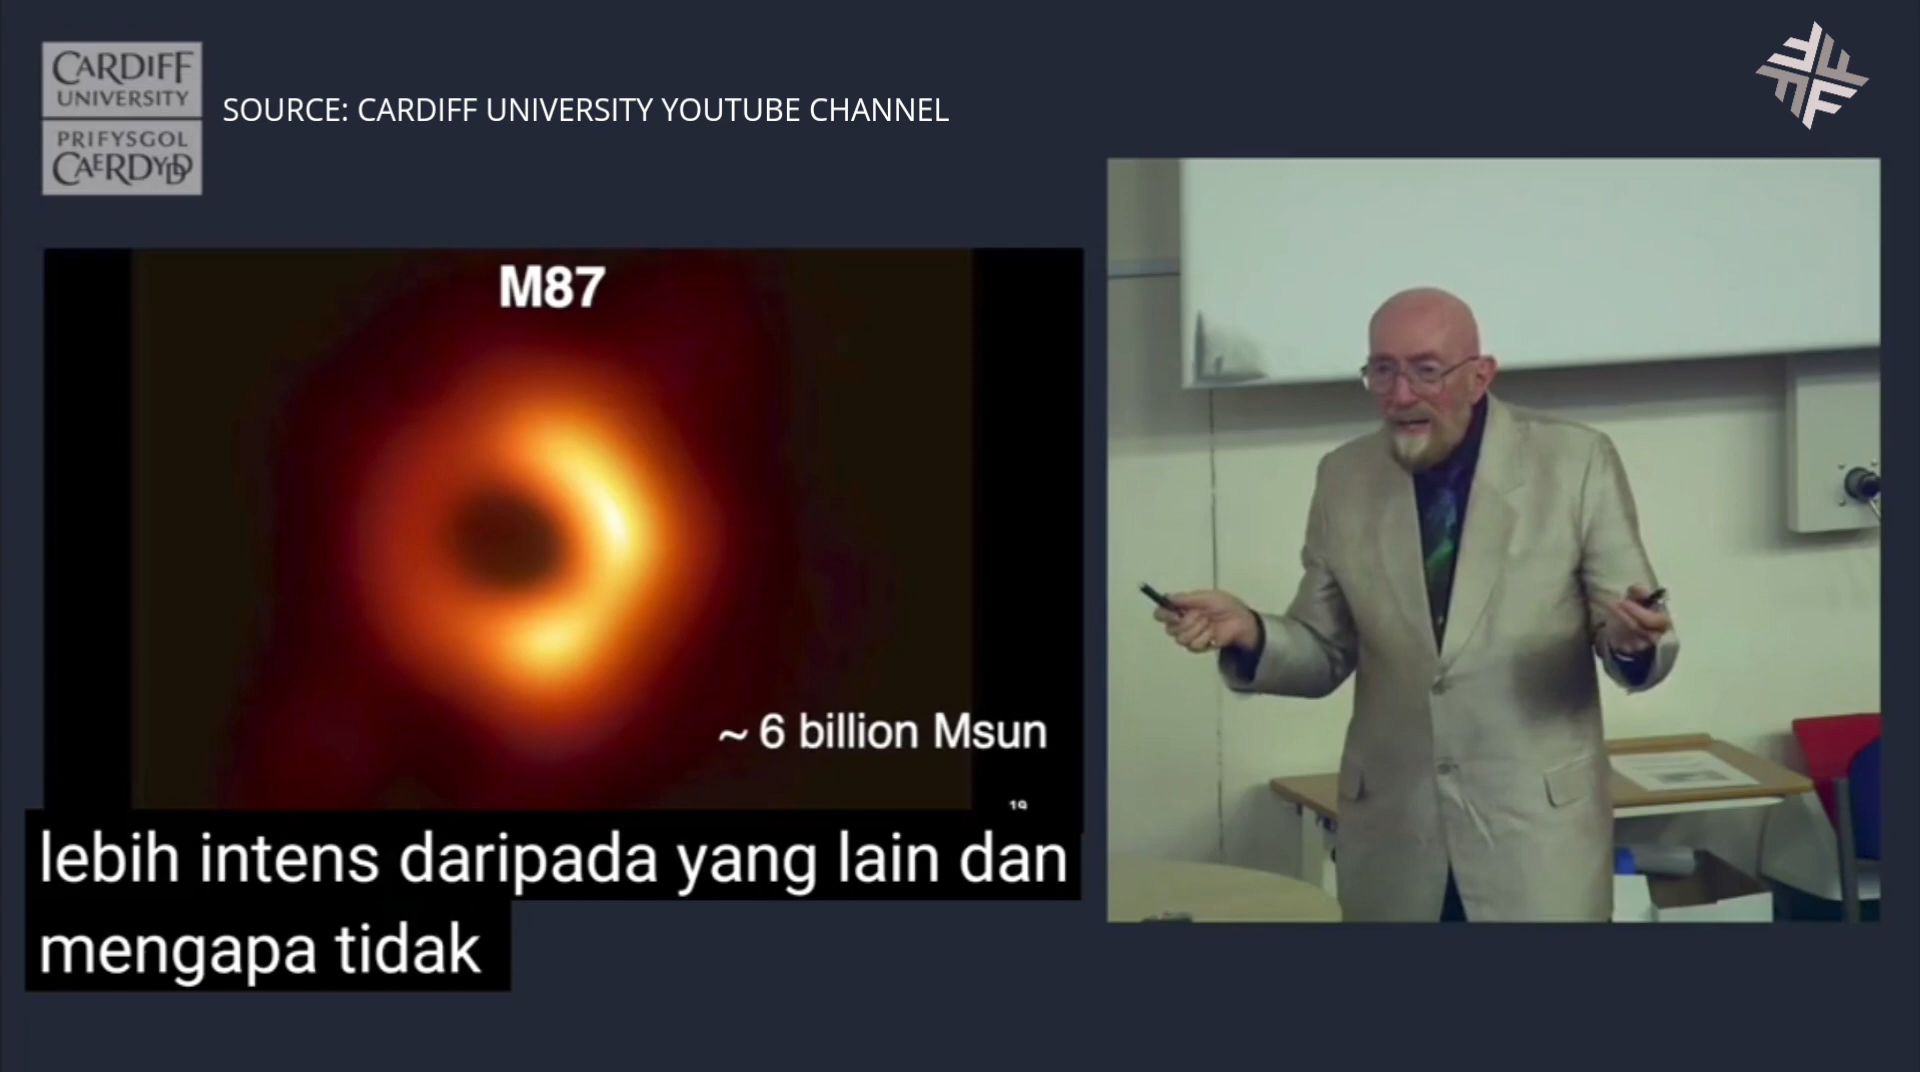 CARDIFF
UNIVERSITY
PRIFYSGOL
CAERDYDD
SOURCE: CARDIFF UNIVERSITY YOUTUBE CHANNEL
M87
~ 6 billion Msun
19
lebih intens daripada yang lain dan
mengapa tidak